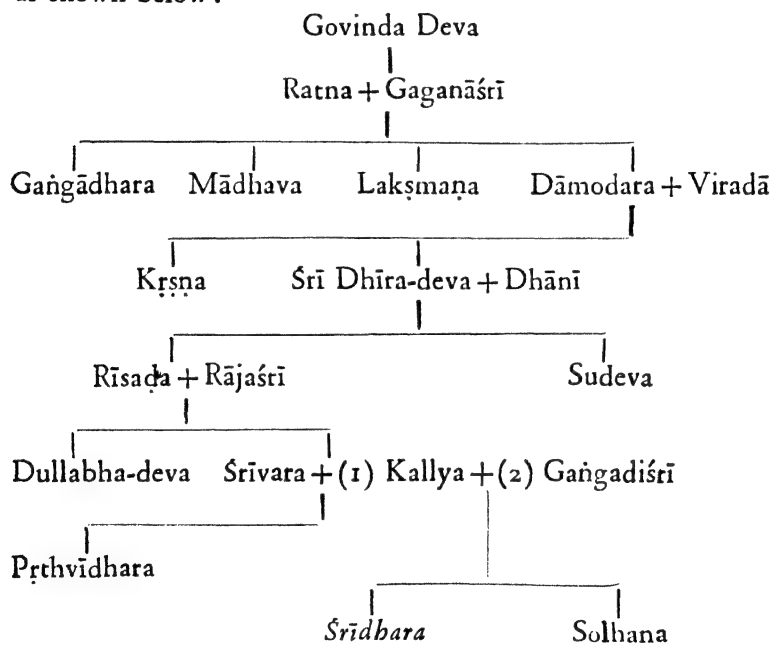 as shown below :
Govinda Deva
Ratna + Gaganāśrī
Gaṅgādhara Mādhava Lakṣmaṇa Dāmodara + Viradā
Kṛṣṇa Śrī Dhīra-deva + Dhānī
Rīsaḍa + Rājaśrī Sudeva
Dullabha-deva Śrīvara + (1) Kallya + (2) Gaṅgadiśrī
Pṛthvīdhara
Śrīdhara Solhana